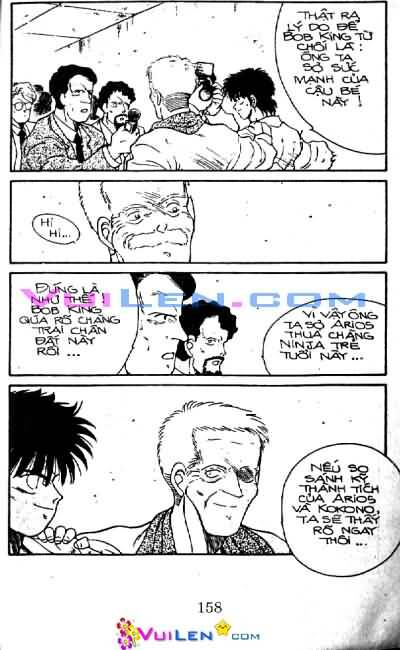 THẬT RA
LÝ DO ĐỂ
BOB KING TỪ
CHỐI LÀ:
ÔNG TA
SỢ SỨC
MẠNH CỦA
CẬU BÉ
NÀY!
HI
HI...
ĐÚNG LÀ
NHƯ THẾ!
BOB KING
QUÁ RÕ CHÀNG
TRAI CHÂN
ĐẤT NÀY
RỒI...
VÌ VẬY ÔNG
TA SỢ ARIOS
THUA CHÀNG
NINJA TRẺ
TUỔI NÀY...
VUILEN.COM
NẾU SO
SÁNH KỸ
THÀNH TÍCH
CỦA ARIOS
VÀ KOKONO,
TA SẼ THẤY
RÕ NGAY
THÔI...
158
VUILEN
.COM